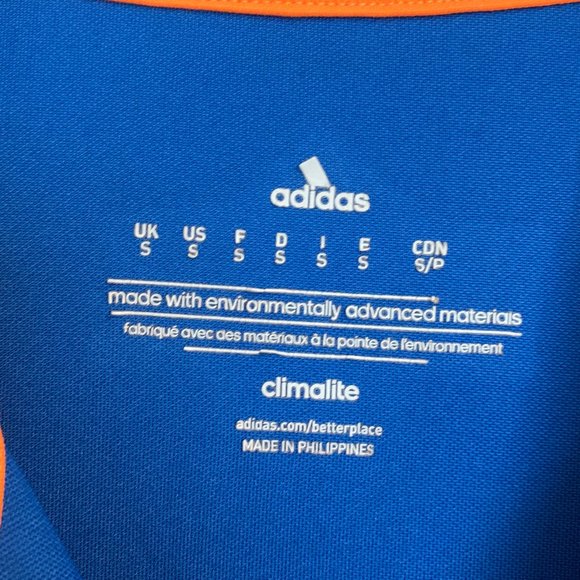 adidas
UK US F D I E CDN
S S S S S S S/P
made with environmentally advanced materials
fabriqué avec des matériaux à la pointe de l'environnement
climalite
adidas.com/betterplace
MADE IN PHILIPPINES